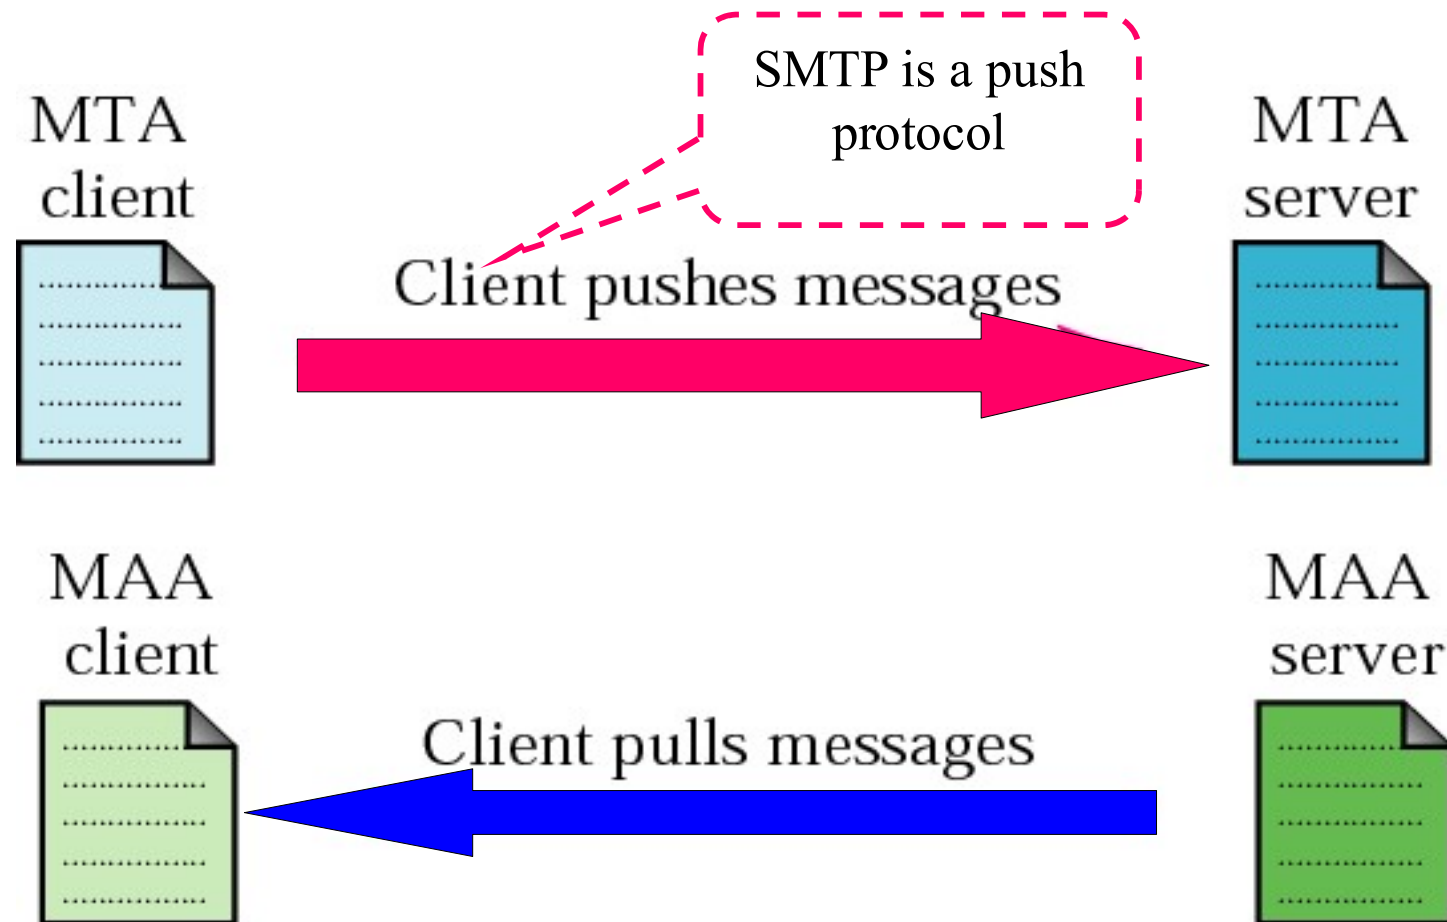 SMTP is a push
protocol
MTA
client
MTA
server
Client pushes messages
MAA
client
MAA
server
Client pulls messages